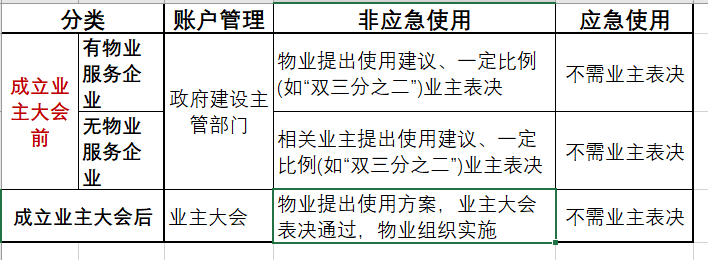 分类 账户管理 非应急使用 应急使用
成立业
主大会
前
有物业
服务企
业
政府建设主
管部门
物业提出使用建议、一定比例
(如“双三分之二”)业主表决
不需业主表决
无物业
服务企
业
相关业主提出使用建议、一定
比例(如“双三分之二”)业主表决
不需业主表决
成立业主大会后
业主大会
物业提出使用方案，业主大会
表决通过，物业组织实施
不需业主表决